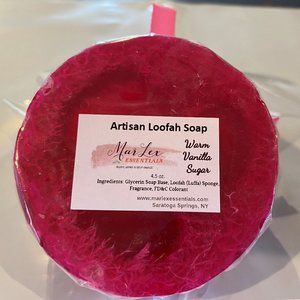 Artisan Loofah Soap
MarLex
ESSENTIALS
Warm
Vanilla
Sugar
4.5 oz.
Ingredients: Glycerin Soap Base, Loofah (Luffa) Sponge,
Fragrance, FD&C Colorant
www.marlexessentials.com
Saratoga Springs, NY